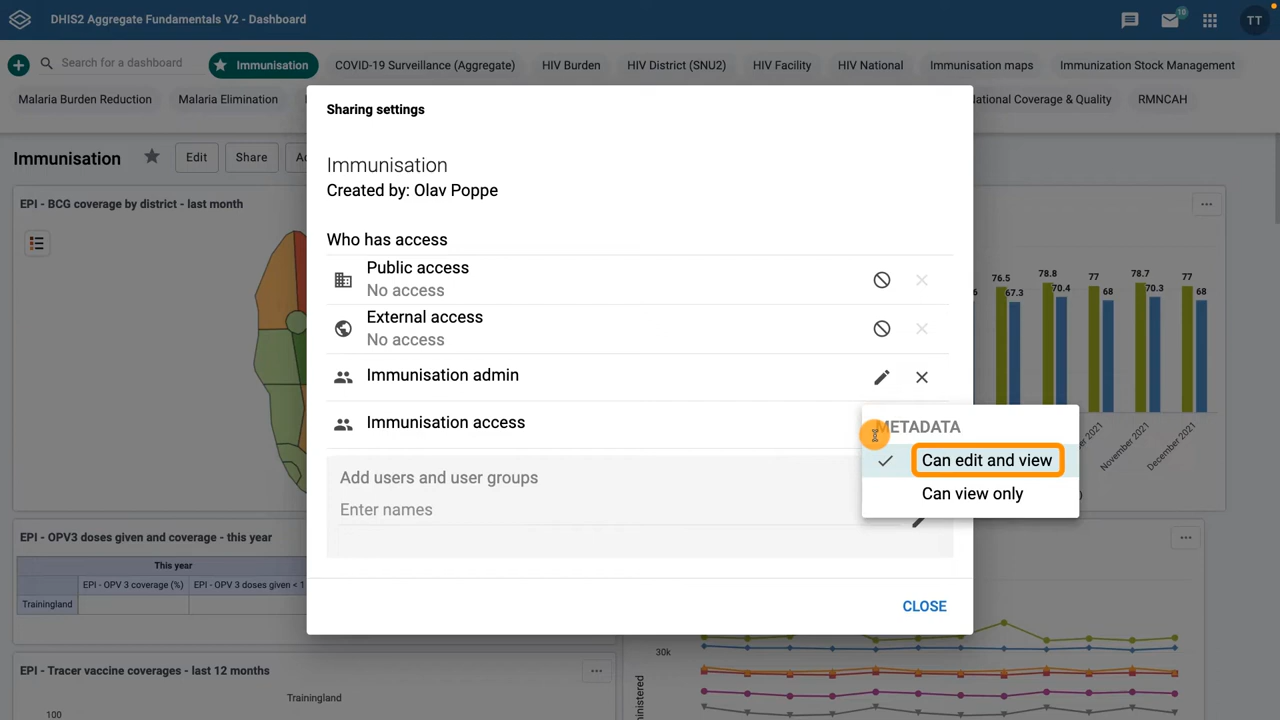 DHIS2 Aggregate Fundamentals V2 - Dashboard
10
TT
Search for a dashboard
Immunisation
COVID-19 Surveillance (Aggregate)
HIV Burden
HIV District (SNU2)
HIV Facility
HIV National
Immunisation maps
Immunization Stock Management
Malaria Burden Reduction
Malaria Elimination
National Coverage & Quality
RMNCAH
Immunisation
Edit
Share
Sharing settings
Immunisation
Created by: Olav Poppe
Who has access
Public access
No access
External access
No access
Immunisation admin
Immunisation access
METADATA
Can edit and view
Can view only
Add users and user groups
Enter names
CLOSE
EPI - BCG coverage by district - last month
76.5
67.3
78.8
70.4
77
68
78.7
70.3
77
68
2021
November 2021
December 2021
EPI - OPV3 doses given and coverage - this year
This year
EPI - OPV 3 coverage (%)
EPI - OPV 3 doses given < 1
Trainingland
EPI - Tracer vaccine coverages - last 12 months
Trainingland
100
30k